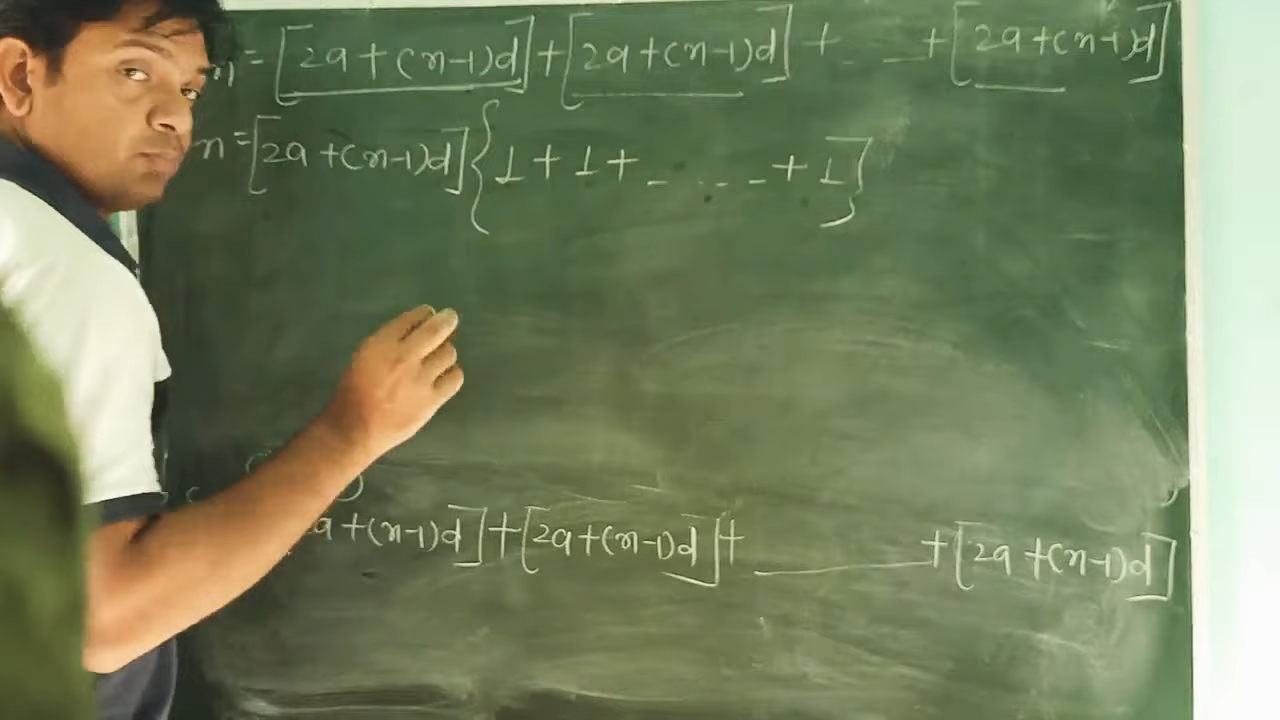 n = [2a+(n-1)d]+[2a+(n-1)d] + - - + [2a+(n-1)d]
n = [2a+(n-1)d] { 1 + 1 + - - - - + 1 }
a+(n-1)d]+[2a+(n-1)d]+ ——— +[2a+(n-1)d]